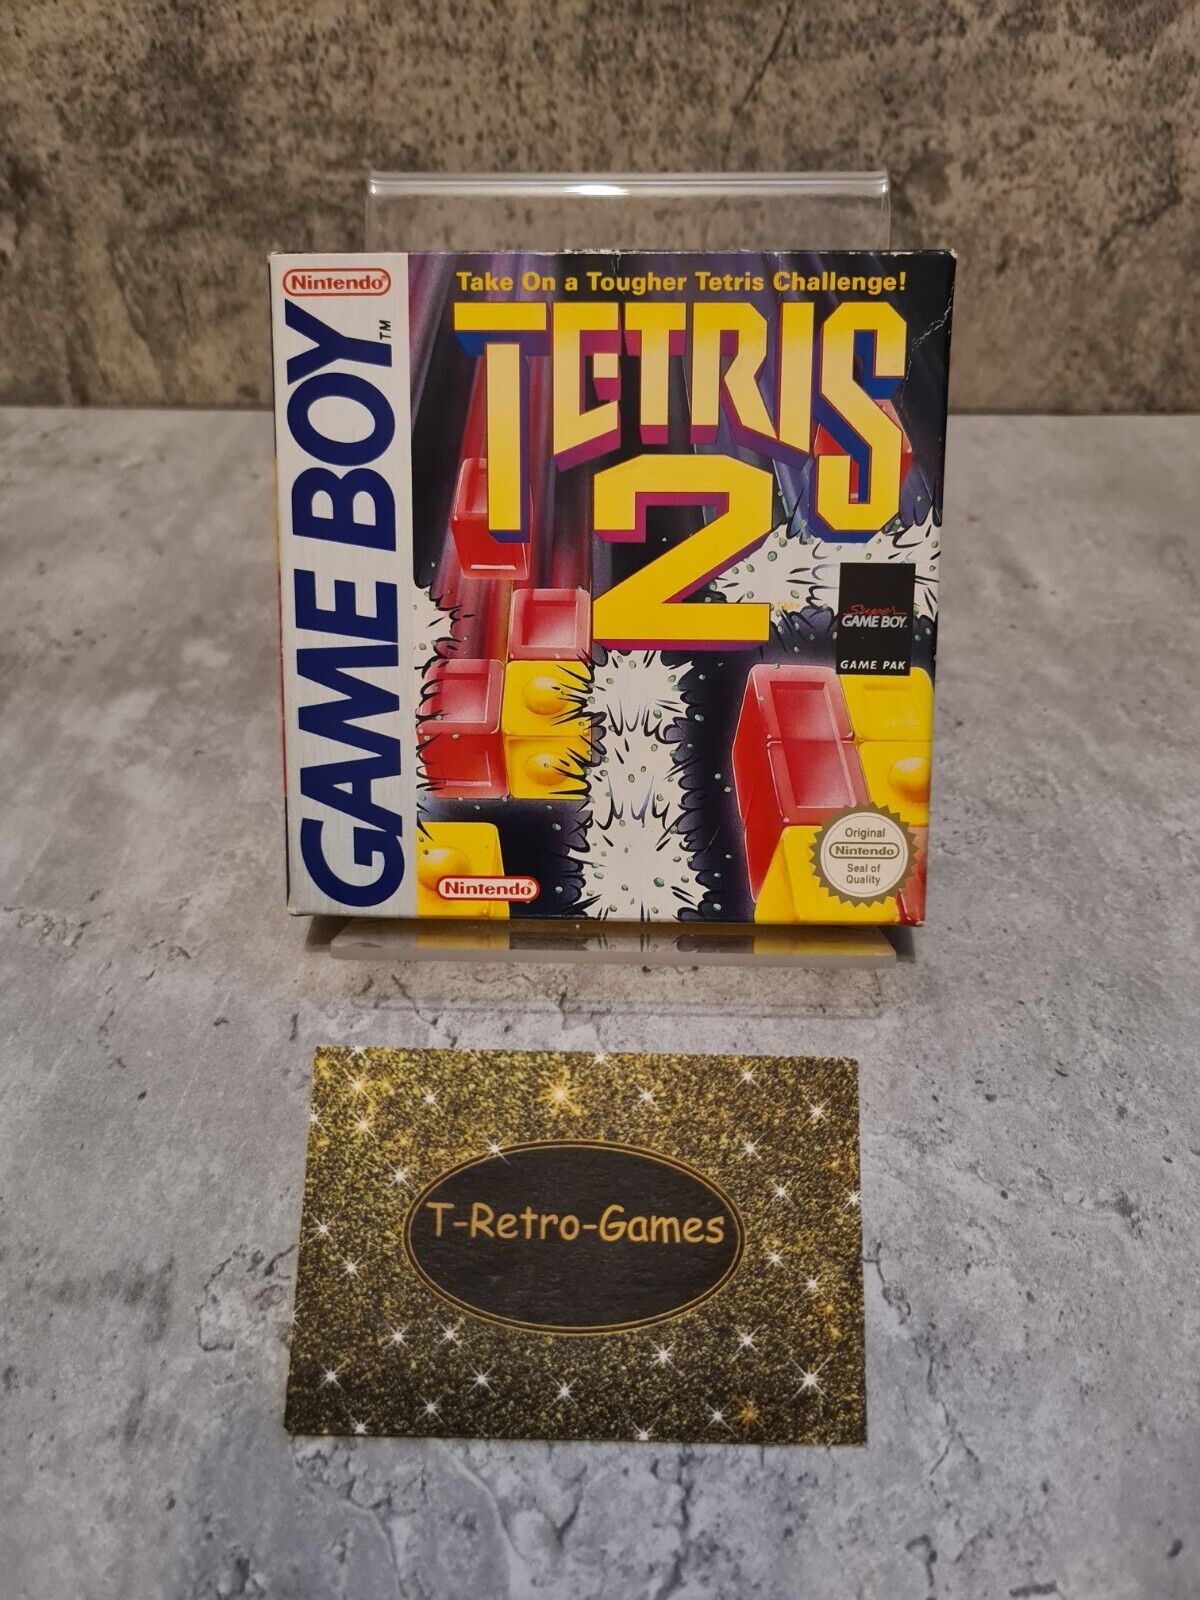 Nintendo®
GAME BOY™
Take On a Tougher Tetris Challenge!
TETRIS
2™
Super
GAME BOY.
GAME PAK
Original
Nintendo
Seal of
Quality
Nintendo®
T-Retro-Games